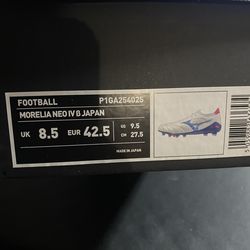 FOOTBALL P1GA254025
MORELIA NEO IV β JAPAN
UK 8.5 EUR 42.5 US 9.5 CM 27.5
MADE IN JAPAN